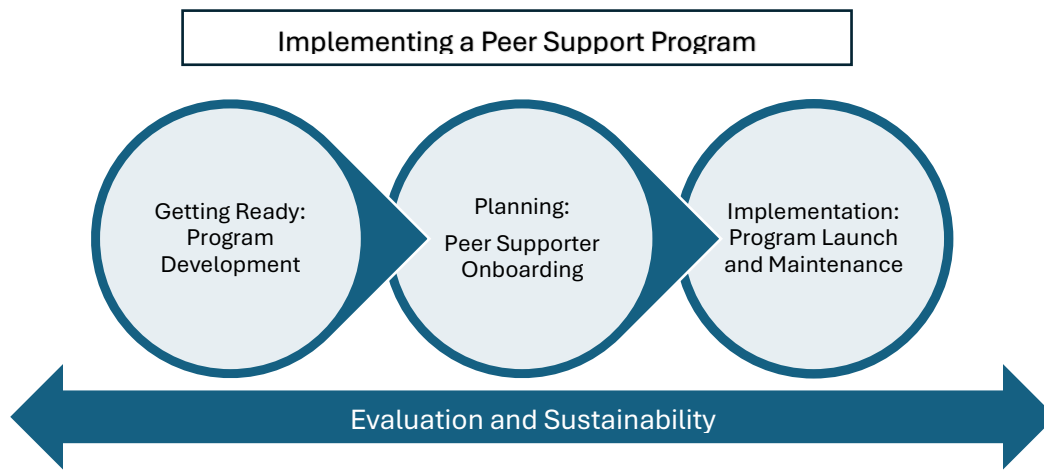 Implementing a Peer Support Program
Getting Ready:
Program
Development
Planning:
Peer Supporter
Onboarding
Implementation:
Program Launch
and Maintenance
Evaluation and Sustainability